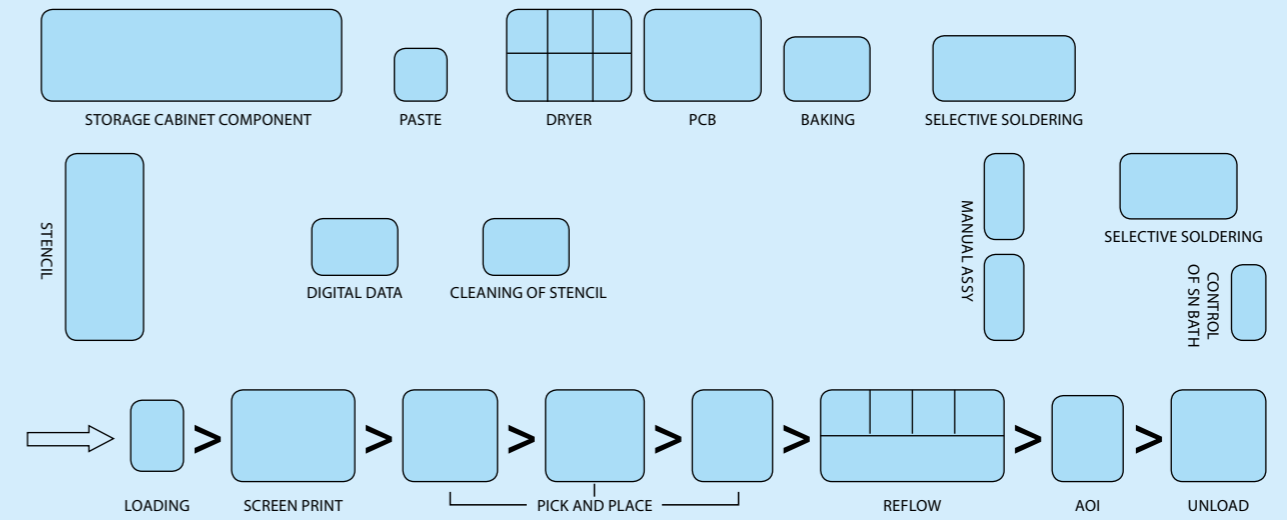 STORAGE CABINET COMPONENT
PASTE
DRYER
PCB
BAKING
SELECTIVE SOLDERING
STENCIL
DIGITAL DATA
CLEANING OF STENCIL
MANUAL ASSY
SELECTIVE SOLDERING
CONTROL
OF SN BATH
>
>
>
>
>
>
>
LOADING
SCREEN PRINT
PICK AND PLACE
REFLOW
AOI
UNLOAD